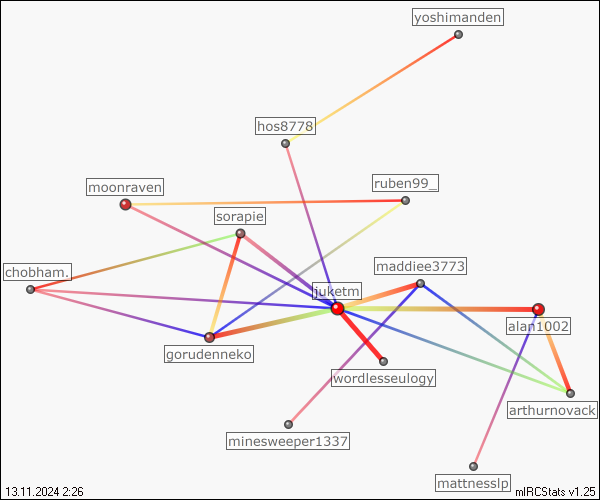 yoshimanden
hos8778
ruben99_
moonraven
sorapie
maddiee3773
chobham.
juketm
alan1002
gorudenneko
wordlesseulogy
arthurnovack
minesweeper1337
mattnesslp
13.11.2024 2:26
mIRCStats v1.25